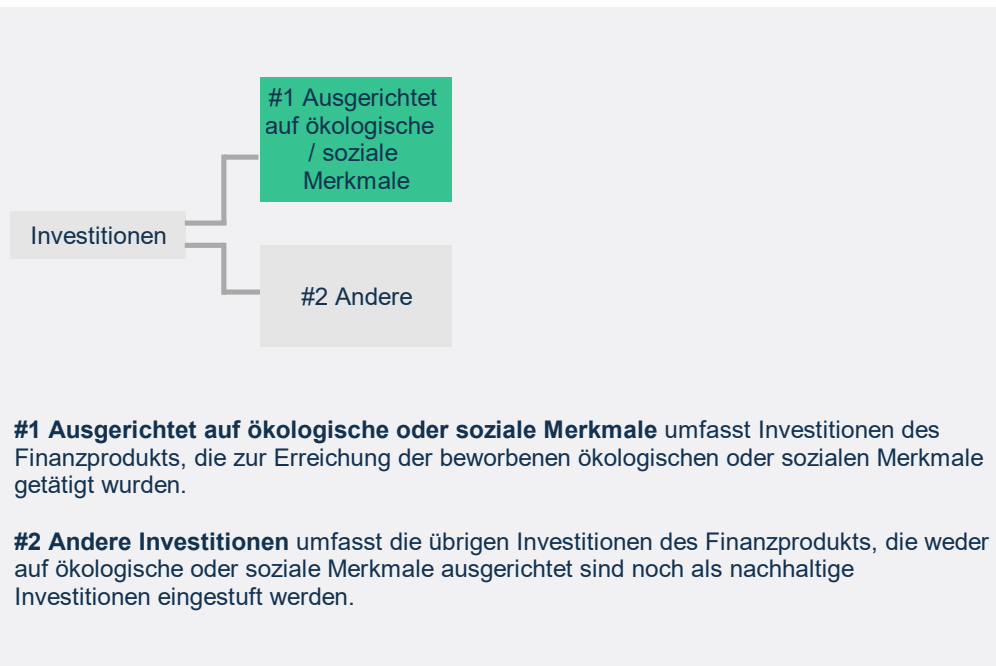 #1 Ausgerichtet
auf ökologische
/ soziale
Merkmale
Investitionen
#2 Andere
#1 Ausgerichtet auf ökologische oder soziale Merkmale umfasst Investitionen des
Finanzprodukts, die zur Erreichung der beworbenen ökologischen oder sozialen Merkmale
getätigt wurden.
#2 Andere Investitionen umfasst die übrigen Investitionen des Finanzprodukts, die weder
auf ökologische oder soziale Merkmale ausgerichtet sind noch als nachhaltige
Investitionen eingestuft werden.